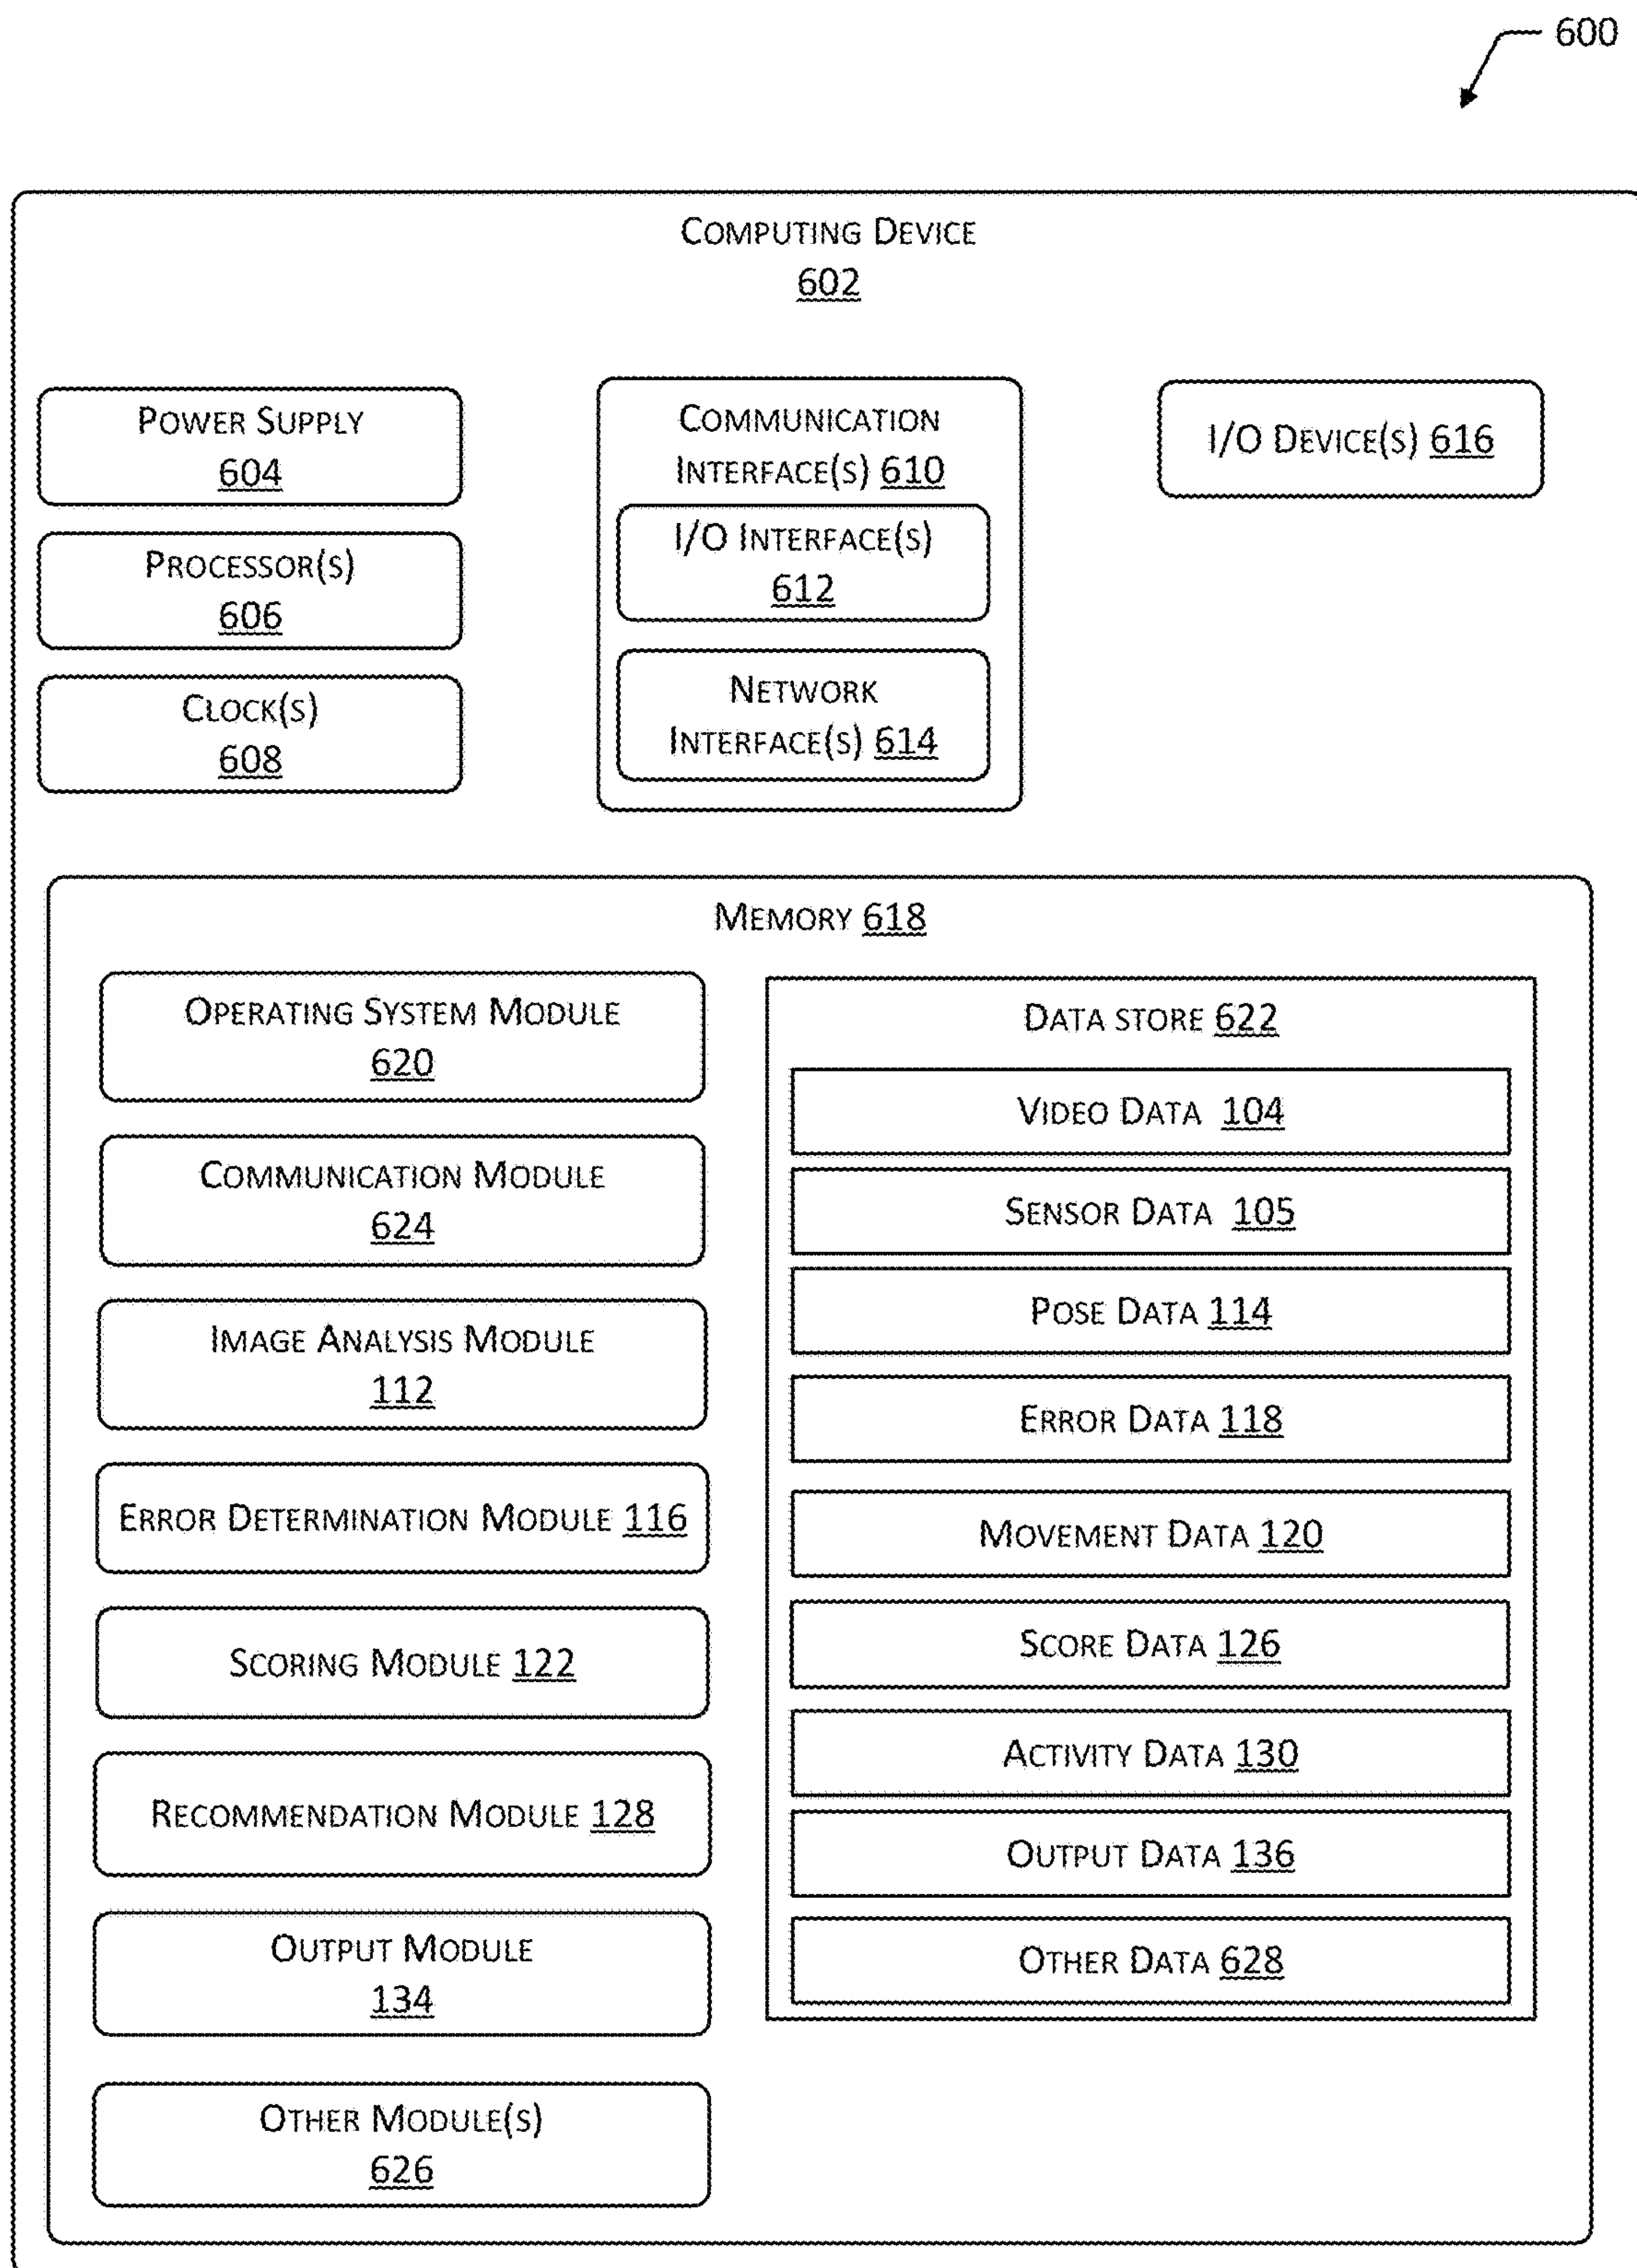 600
COMPUTING DEVICE
602
POWER SUPPLY
604
PROCESSOR(S)
606
CLOCK(S)
608
COMMUNICATION
INTERFACE(S) 610
I/O INTERFACE(S)
612
NETWORK
INTERFACE(S) 614
I/O DEVICE(S) 616
MEMORY 618
OPERATING SYSTEM MODULE
620
COMMUNICATION MODULE
624
IMAGE ANALYSIS MODULE
112
ERROR DETERMINATION MODULE 116
SCORING MODULE 122
RECOMMENDATION MODULE 128
OUTPUT MODULE
134
OTHER MODULE(S)
626
DATA STORE 622
VIDEO DATA 104
SENSOR DATA 105
POSE DATA 114
ERROR DATA 118
MOVEMENT DATA 120
SCORE DATA 126
ACTIVITY DATA 130
OUTPUT DATA 136
OTHER DATA 628